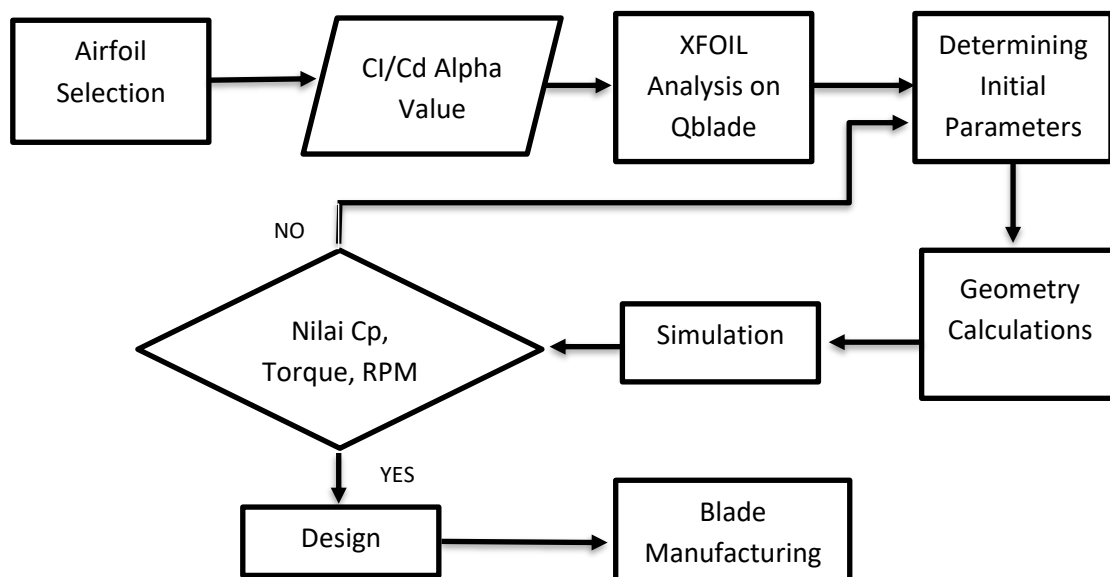 Airfoil
Selection
Cl/Cd Alpha
Value
XFOIL
Analysis on
Qblade
Determining
Initial
Parameters
NO
Geometry
Calculations
Simulation
Nilai Cp,
Torque, RPM
YES
Design
Blade
Manufacturing